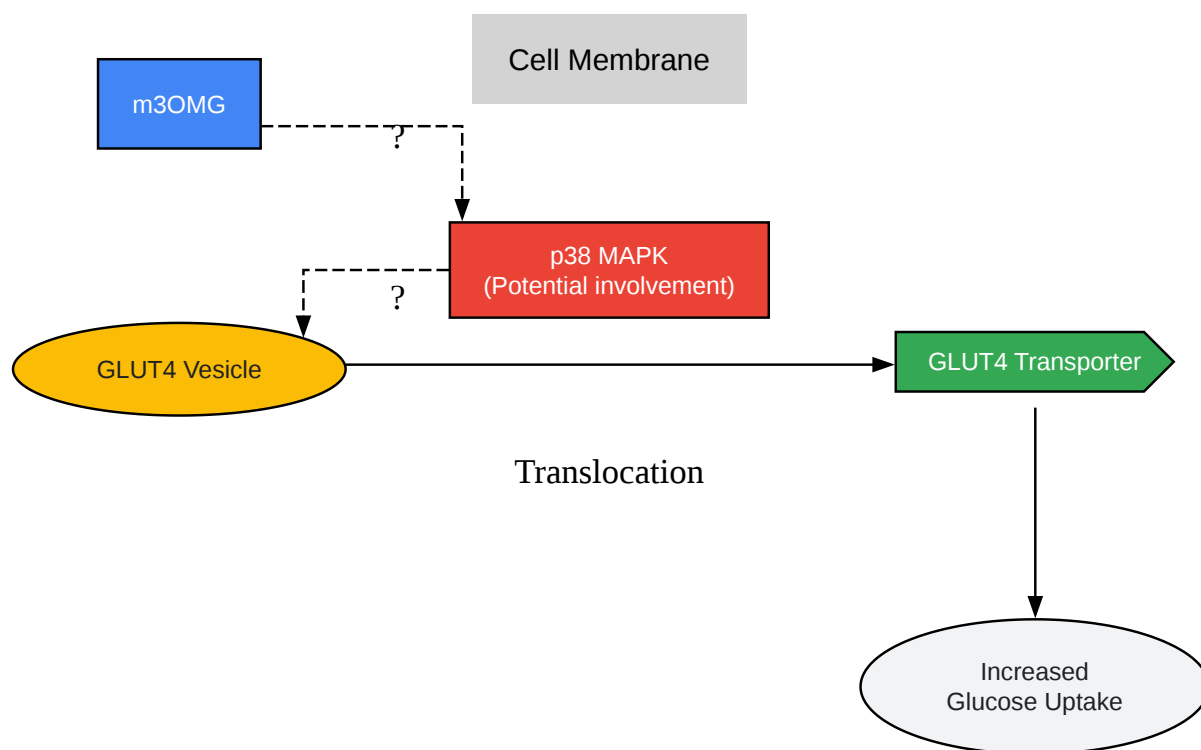 Cell Membrane
m3OMG
?
p38 MAPK
(Potential involvement)
?
GLUT4 Vesicle
GLUT4 Transporter
Translocation
Increased
Glucose Uptake